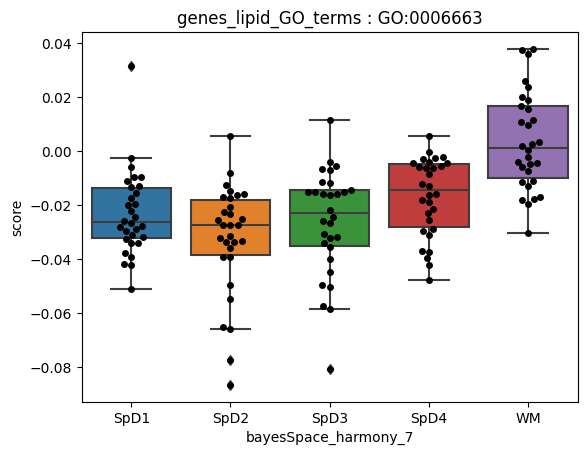 genes_lipid_GO_terms : GO:0006663
0.04
0.02
0.00
−0.02
−0.04
−0.06
−0.08
score
SpD1 SpD2 SpD3 SpD4 WM
bayesSpace_harmony_7